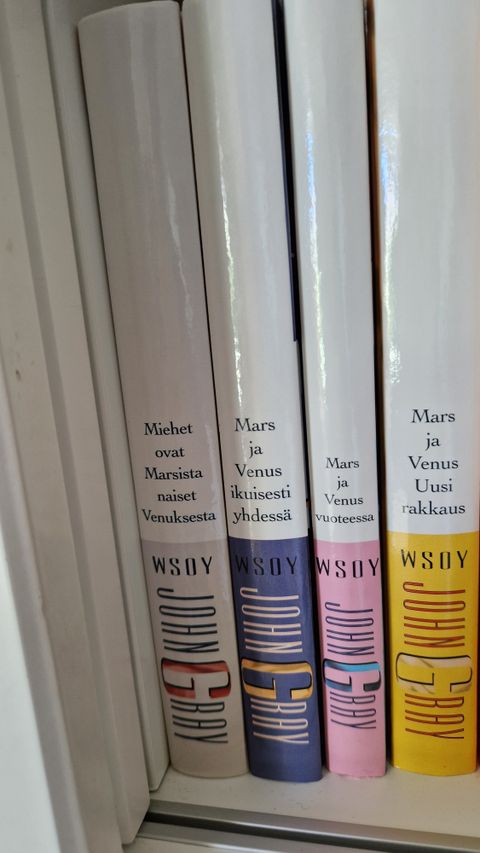 Miehet
ovat
Marsista
naiset
Venuksesta
WSOY
JOHN GRAY
Mars
ja
Venus
ikuisesti
yhdessä
WSOY
JOHN GRAY
Mars
ja
Venus
vuoteessa
WSOY
JOHN GRAY
Mars
ja
Venus
Uusi
rakkaus
WSOY
JOHN GRAY